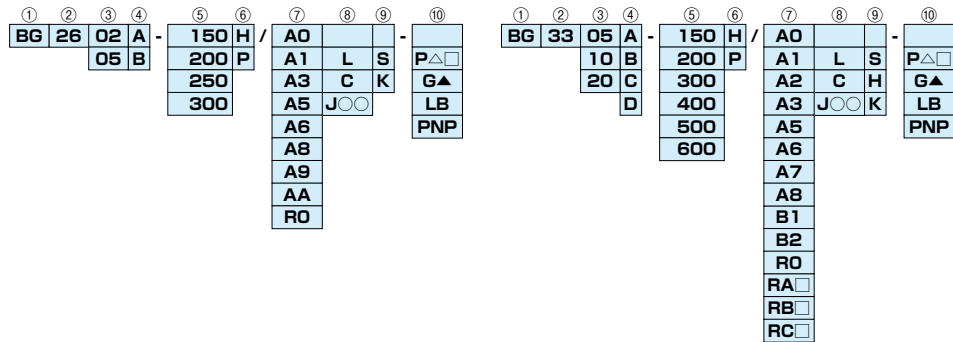 ① ② ③ ④ ⑤ ⑥ ⑦ ⑧ ⑨ ⑩
BG 26 02 A - 150 H / A0 -
05 B 200 P A1 L S P△□
250 A3 C K G▲
300 A5 J○○ LB
A6 PNP
A8
A9
AA
R0
① ② ③ ④ ⑤ ⑥ ⑦ ⑧ ⑨ ⑩
BG 33 05 A - 150 H / A0 -
10 B 200 P A1 L S P△□
20 C 300 A2 C H G▲
D 400 A3 J○○ K LB
500 A5 PNP
600 A6
A7
A8
B1
B2
R0
RA□
RB□
RC□